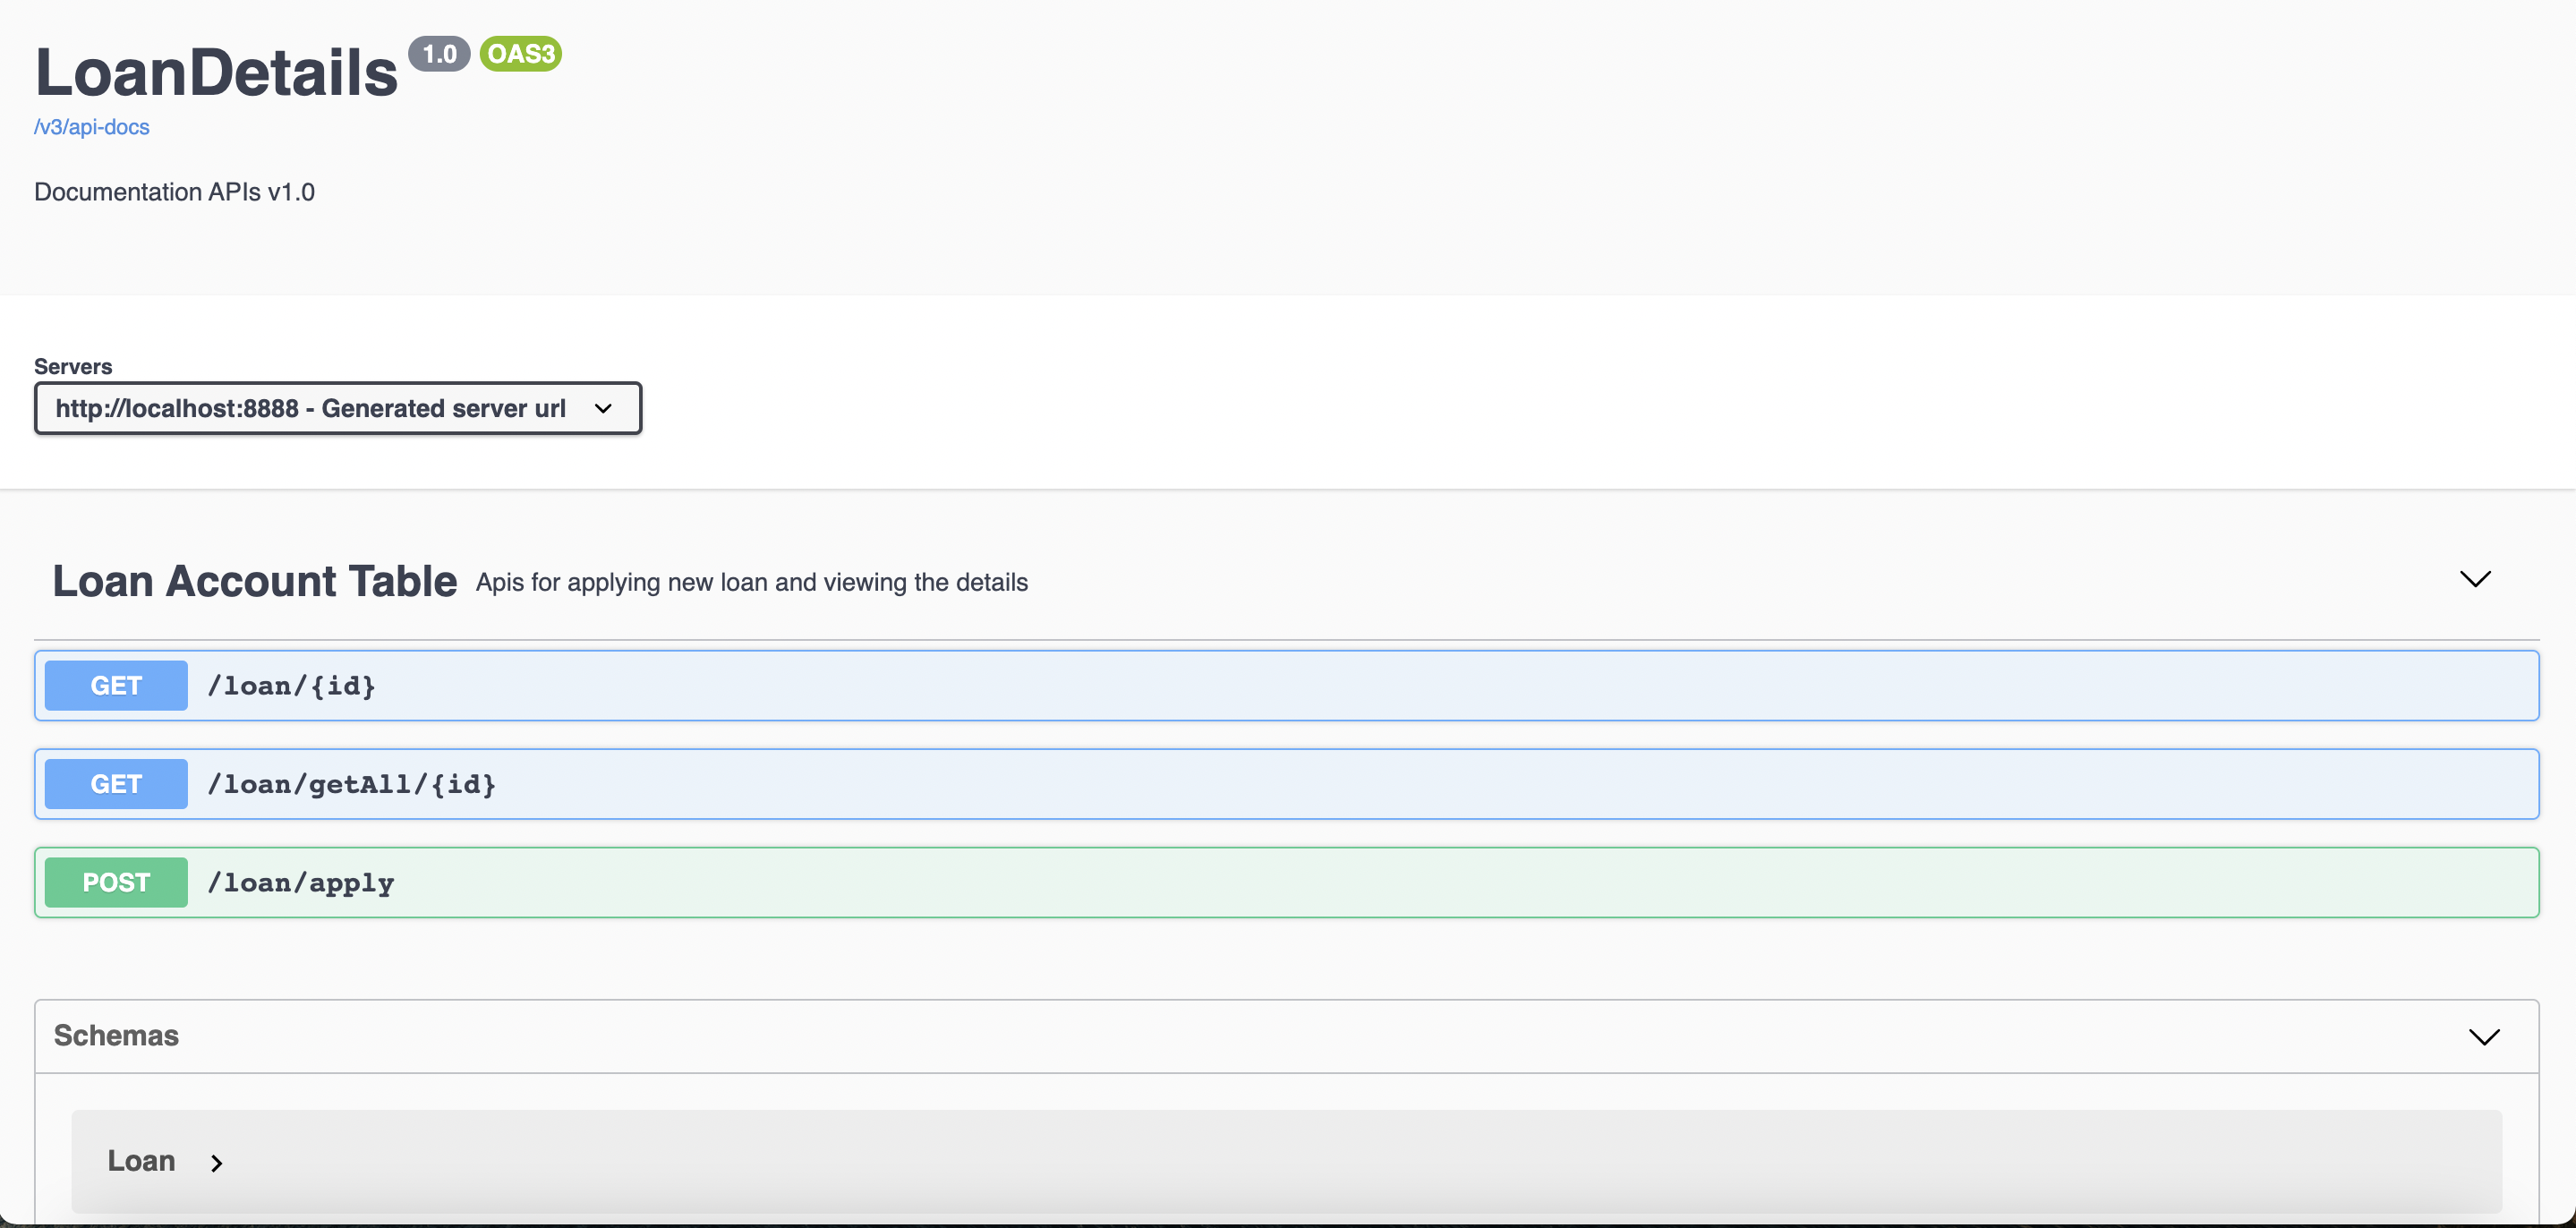 LoanDetails 1.0 OAS3
/v3/api-docs
Documentation APIs v1.0
Servers
http://localhost:8888 - Generated server url
Loan Account Table Apis for applying new loan and viewing the details
GET /loan/{id}
GET /loan/getAll/{id}
POST /loan/apply
Schemas
Loan